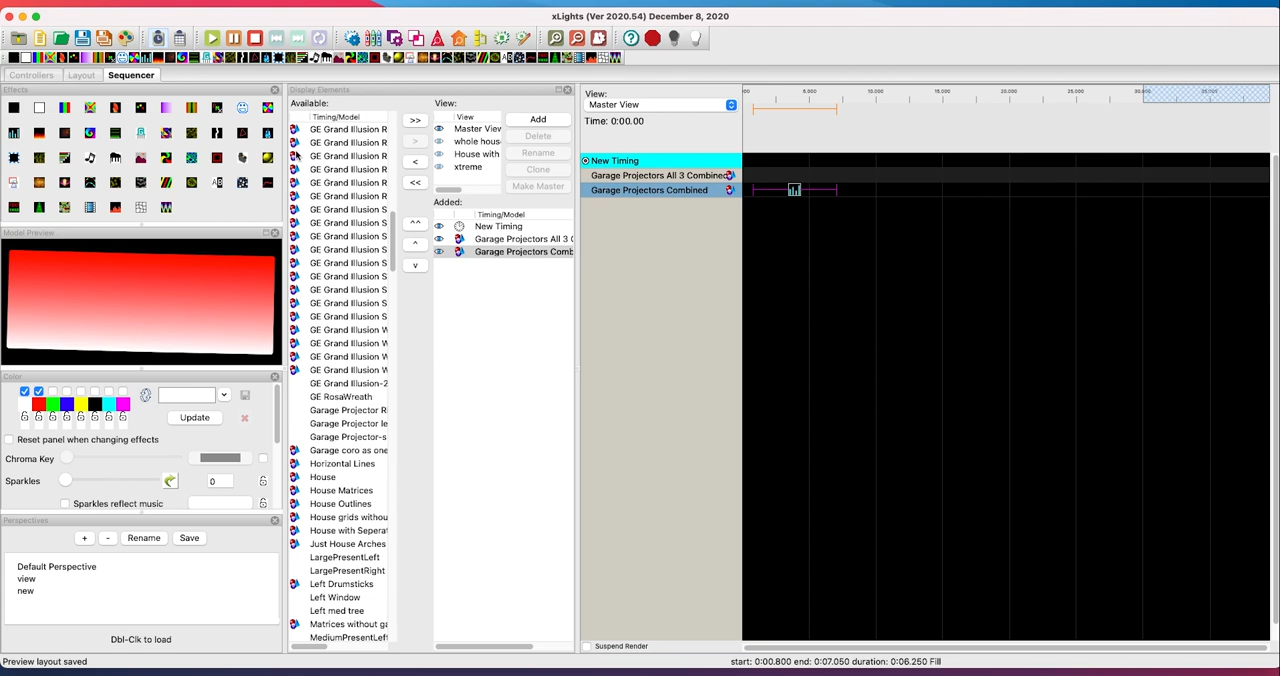 xLights (Ver 2020.54) December 8, 2020
Controllers Layout Sequencer
Effects
Model Preview
Color
Update
Reset panel when changing effects
Chroma Key
Sparkles 0
Sparkles reflect music
Perspectives
+ - Rename Save
Default Perspective
view
new
Dbl-Clk to load
Preview layout saved
Display Elements
Available:
Timing/Model
GE Grand Illusion R
GE Grand Illusion R
GE Grand Illusion R
GE Grand Illusion R
GE Grand Illusion R
GE Grand Illusion R
GE Grand Illusion S
GE Grand Illusion S
GE Grand Illusion S
GE Grand Illusion S
GE Grand Illusion S
GE Grand Illusion S
GE Grand Illusion S
GE Grand Illusion S
GE Grand Illusion S
GE Grand Illusion W
GE Grand Illusion W
GE Grand Illusion W
GE Grand Illusion W
GE Grand Illusion-2
GE RosaWreath
Garage Projector Ri
Garage Projector le
Garage Projector-s
Garage coro as one
Horizontal Lines
House
House Matrices
House Outlines
House grids withou
House with Seperat
Just House Arches
LargePresentLeft
LargePresentRight
Left Drumsticks
Left Window
Left med tree
Matrices without ga
MediumPresentLeft
>>
>
<
<<
^^
^
v
View:
View
Master View
whole hous
House with
xtreme
Add
Delete
Rename
Clone
Make Master
Added:
Timing/Model
New Timing
Garage Projectors All 3 C
Garage Projectors Comb
View:
Master View
Time: 0:00.00
New Timing
Garage Projectors All 3 Combined
Garage Projectors Combined
5.000 10.000 15.000 20.000 25.000
Suspend Render
start: 0:00.800 end: 0:07.050 duration: 0:06.250 Fill